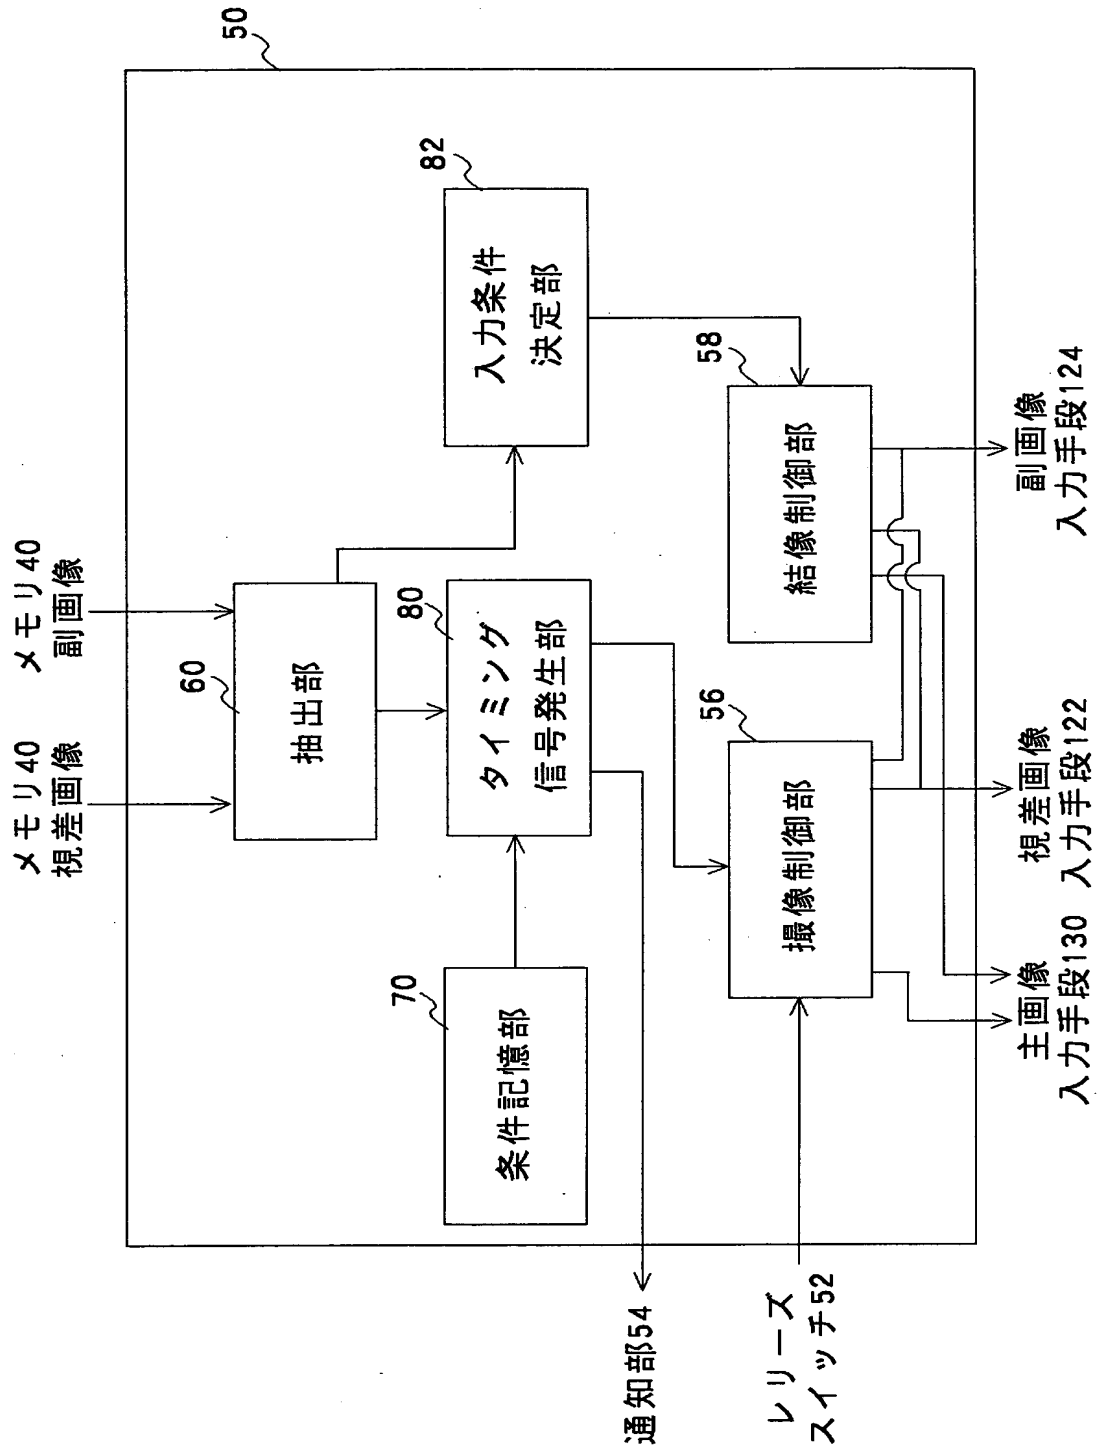 50
メモリ40
視差画像
メモリ40
副画像
60
抽出部
70
条件記憶部
80
タイミング
信号発生部
82
入力条件
決定部
通知部54
レリーズ
スイッチ52
56
撮像制御部
58
結像制御部
主画像
入力手段130
視差画像
入力手段122
副画像
入力手段124